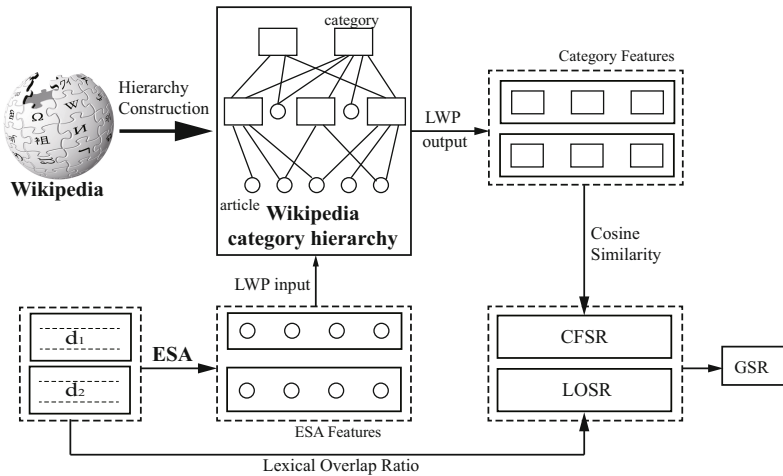 category
Category Features
Hierarchy
Construction
LWP
output
Ω
W
И
祖
Wikipedia
article
Wikipedia
category hierarchy
Cosine
Similarity
LWP input
d1
ESA
d2
CFSR
LOSR
GSR
ESA Features
Lexical Overlap Ratio